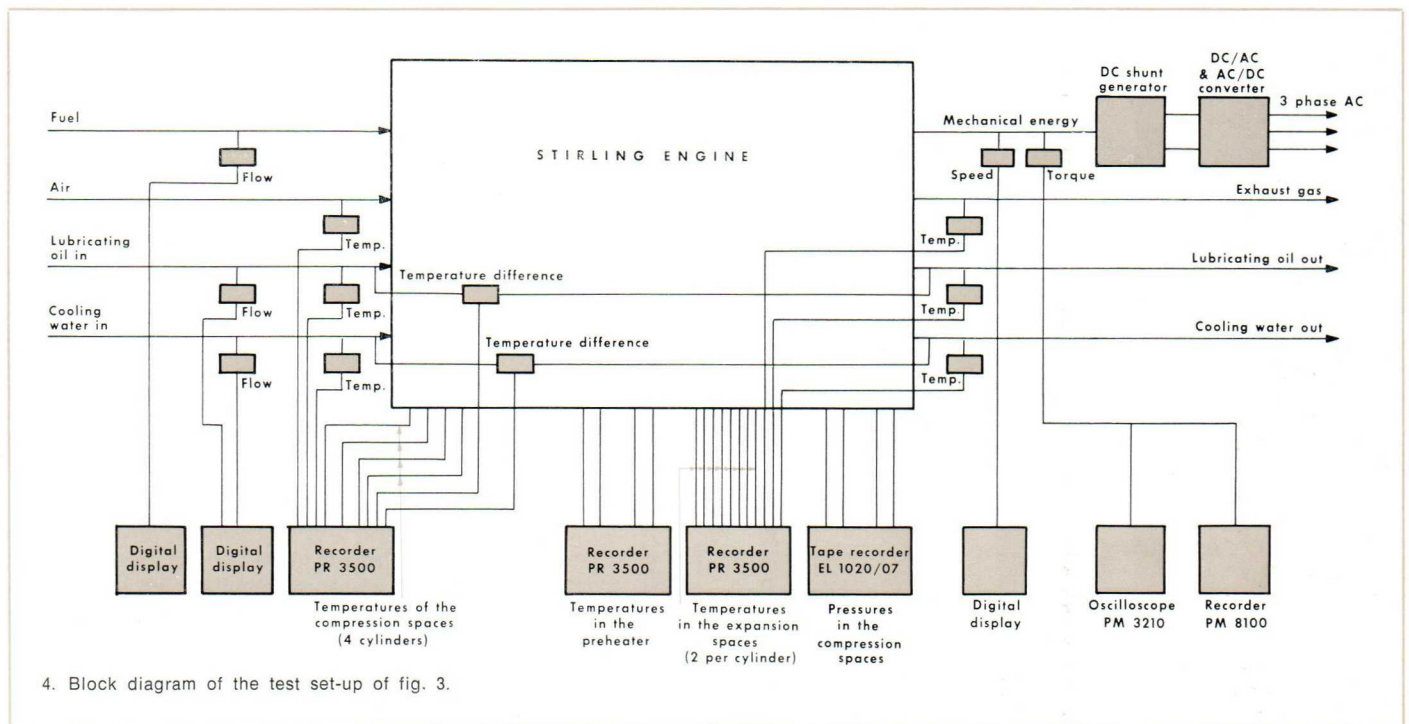 Fuel
Flow
Air
Temp.
Lubricating
oil in
Flow
Temp.
Cooling
water in
Flow
Temp.
STIRLING ENGINE
Temperature difference
Temperature difference
Mechanical energy
Speed
Torque
DC shunt
generator
DC/AC
& AC/DC
converter
3 phase AC
Exhaust gas
Temp.
Lubricating oil out
Temp.
Cooling water out
Temp.
Digital
display
Digital
display
Recorder
PR 3500
Temperatures of the
compression spaces
(4 cylinders)
Recorder
PR 3500
Temperatures
in the
preheater
Recorder
PR 3500
Temperatures
in the expansion
spaces
(2 per cylinder)
Tape recorder
EL 1020/07
Pressures
in the
compression
spaces
Digital
display
Oscilloscope
PM 3210
Recorder
PM 8100
4. Block diagram of the test set-up of fig. 3.